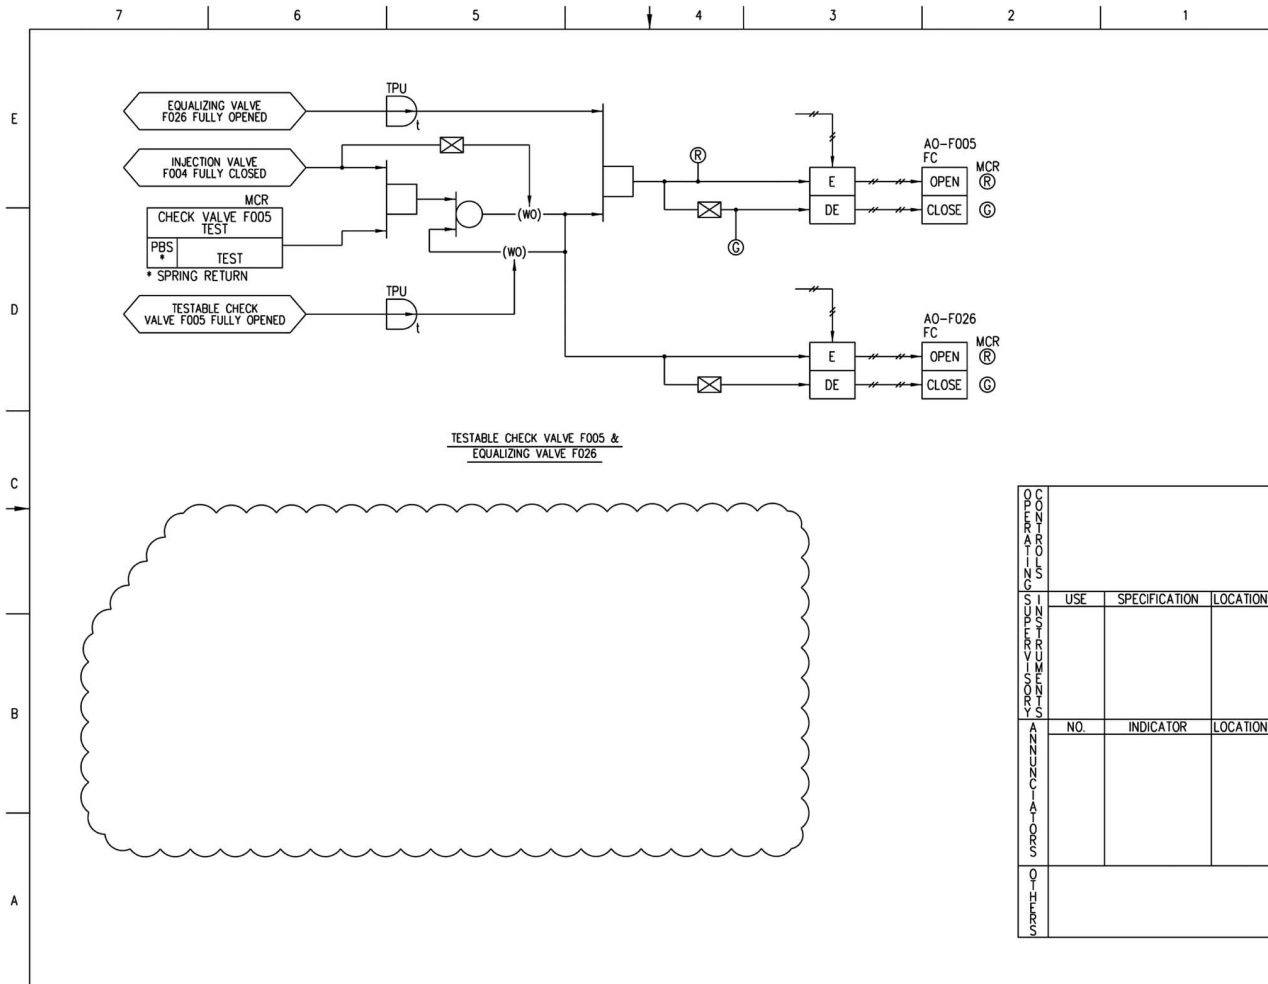 7 6 5 4 3 2 1
E
D
C
B
A
EQUALIZING VALVE
F026 FULLY OPENED
TPU
t
INJECTION VALVE
F004 FULLY CLOSED
MCR
CHECK VALVE F005
TEST
PBS
*
TEST
* SPRING RETURN
TESTABLE CHECK
VALVE F005 FULLY OPENED
TPU
t
(WO)
(WO)
R
G
E
DE
AO-F005
FC
MCR
OPEN R
CLOSE G
E
DE
AO-F026
FC
MCR
OPEN R
CLOSE G
TESTABLE CHECK VALVE F005 &
EQUALIZING VALVE F026
OPERATING
CONTROLS
SUPERVISORY
INSTRUMENTS
USE SPECIFICATION LOCATION
ANNUNCIATORS
NO. INDICATOR LOCATION
OTHERS